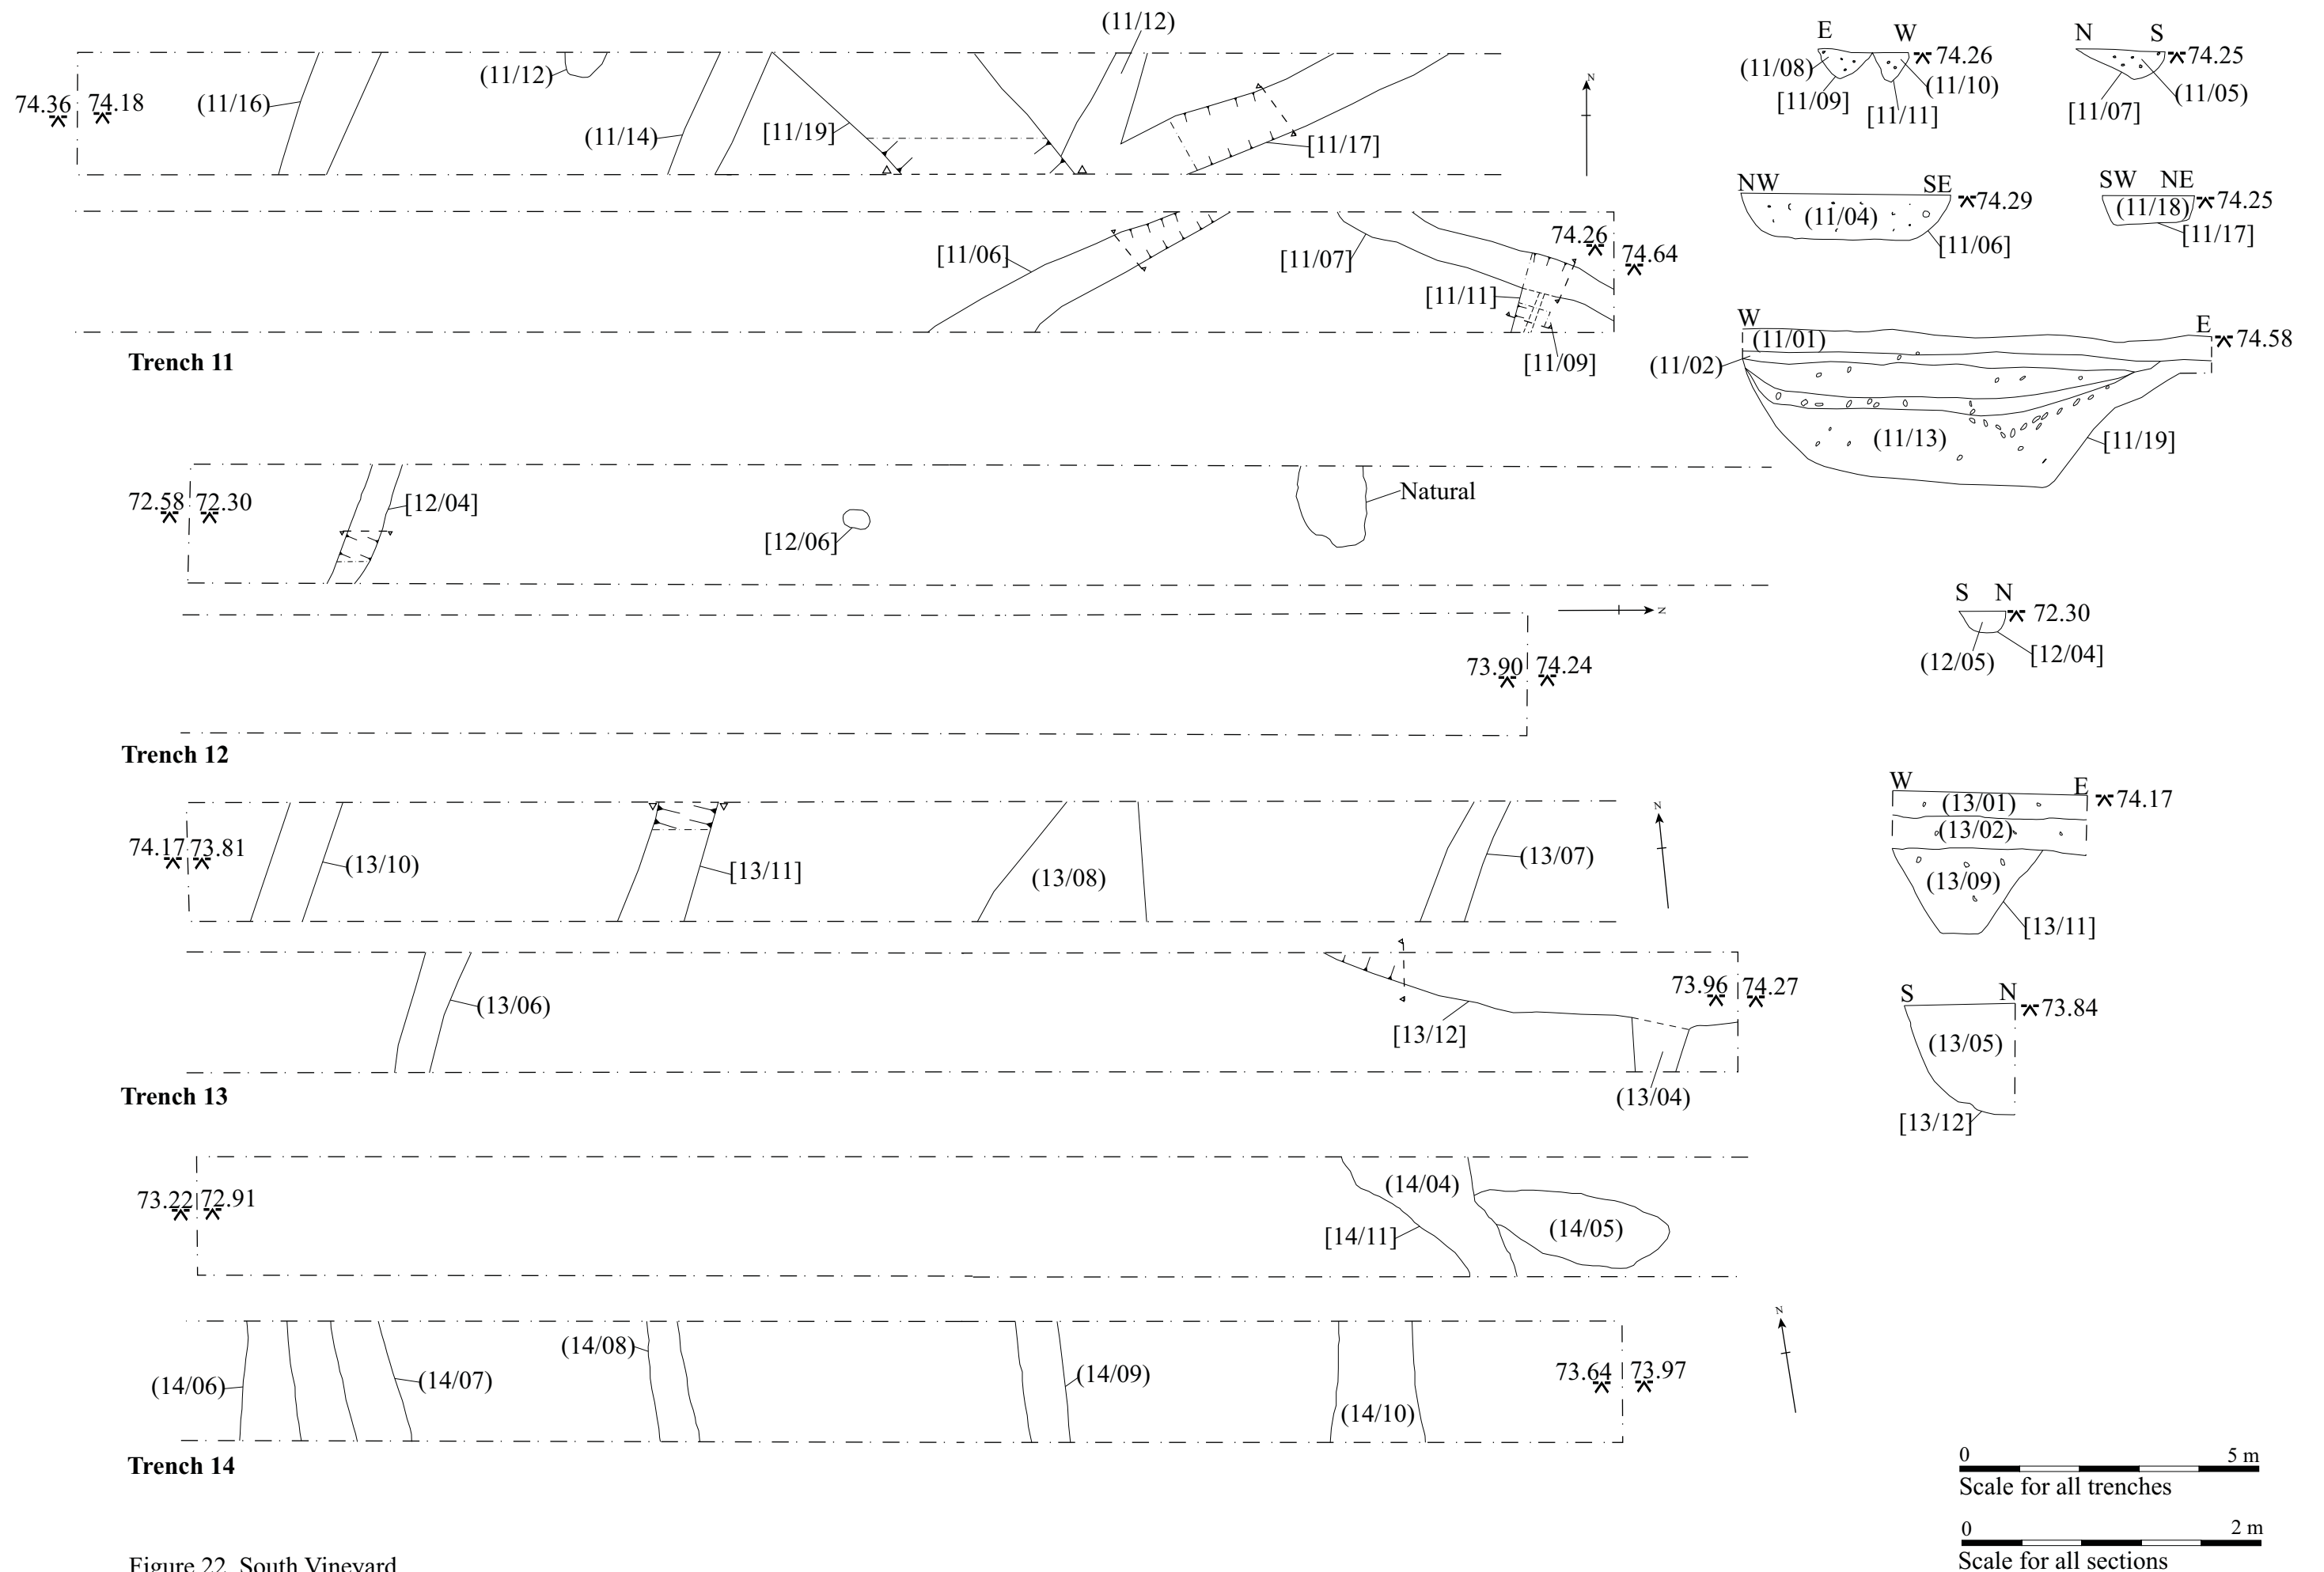 (11/12)
74.36 74.18
(11/16)
(11/12)
(11/14)
[11/19]
[11/17]
N
[11/06]
[11/07]
74.26 74.64
[11/11]
[11/09]
Trench 11
E W
74.26
(11/08)
(11/10)
[11/09]
[11/11]
N S
74.25
(11/05)
[11/07]
NW SE
74.29
(11/04)
[11/06]
SW NE
74.25
(11/18)
[11/17]
W E
74.58
(11/01)
(11/02)
(11/13)
[11/19]
72.58 72.30
[12/04]
[12/06]
Natural
N
73.90 74.24
Trench 12
S N
72.30
(12/05)
[12/04]
74.17 73.81
(13/10)
[13/11]
(13/08)
(13/07)
N
(13/06)
[13/12]
73.96 74.27
(13/04)
Trench 13
W E
74.17
(13/01)
(13/02)
(13/09)
[13/11]
S N
73.84
(13/05)
[13/12]
73.22 72.91
(14/04)
[14/11]
(14/05)
(14/06)
(14/07)
(14/08)
(14/09)
(14/10)
73.64 73.97
N
Trench 14
0 5 m
Scale for all trenches
0 2 m
Scale for all sections
Figure 22. South Vineyard